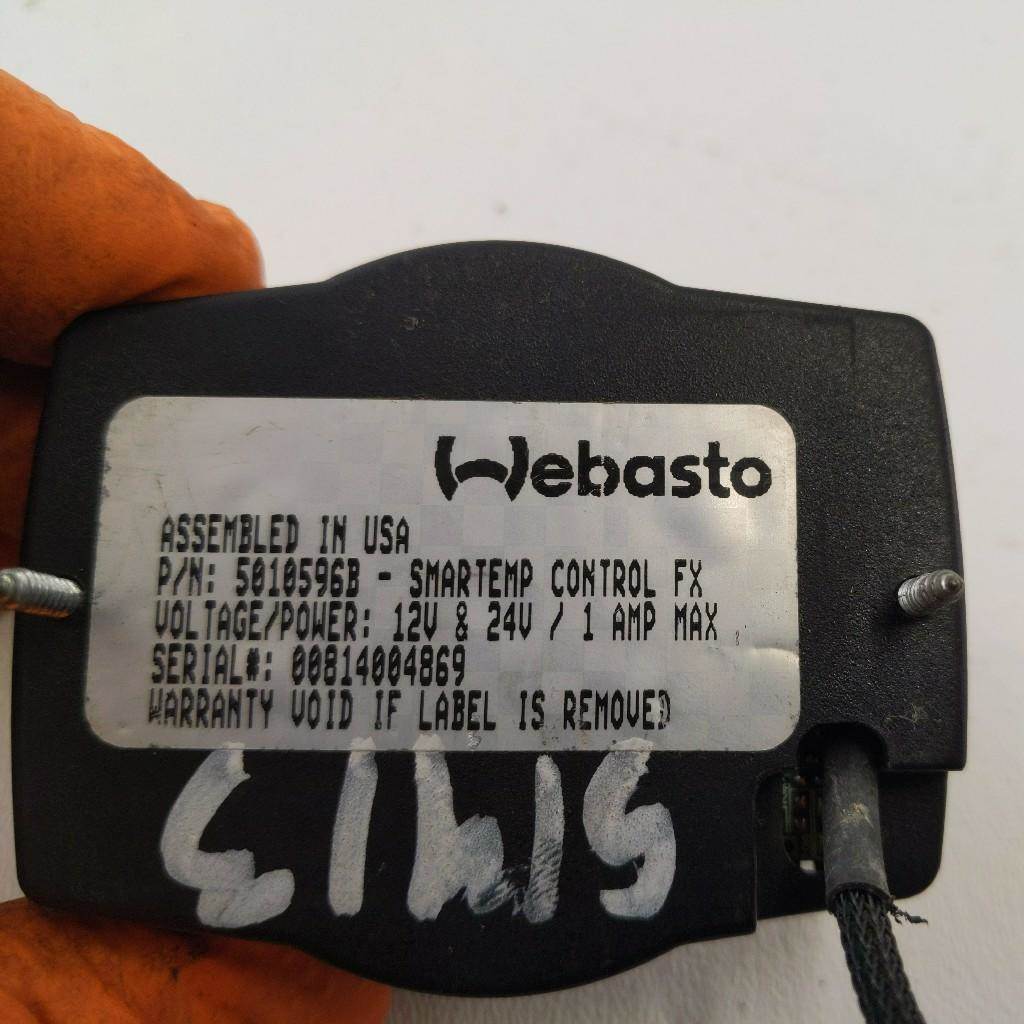 Webasto
ASSEMBLED IN USA
P/N: 5010596B - SMARTEMP CONTROL FX
VOLTAGE/POWER: 12V & 24V / 1 AMP MAX
SERIAL#: 00814004869
WARRANTY VOID IF LABEL IS REMOVED